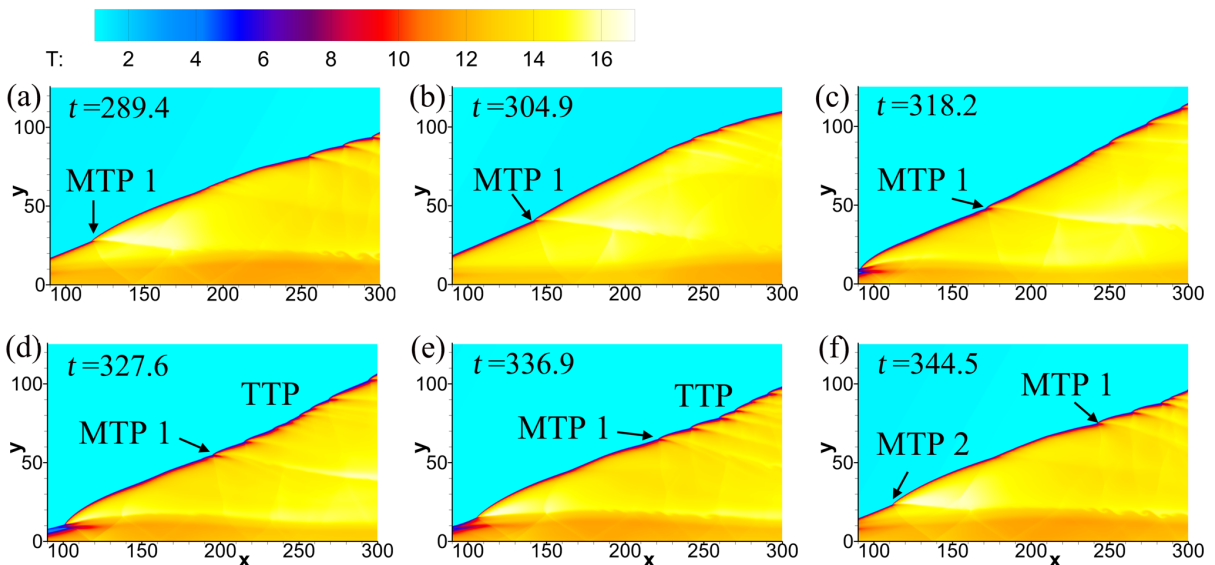 T: 2 4 6 8 10 12 14 16
(a) t=289.4
(b) t=304.9
(c) t=318.2
100
MTP 1
y
50
0
100 150 200 250 300
100
MTP 1
y
50
0
100 150 200 250 300
100
MTP 1
y
50
0
100 150 200 250 300
(d) t=327.6
100
TTP
MTP 1
y
50
0
100 150 200 250 300
x
(e) t=336.9
100
TTP
MTP 1
y
50
0
100 150 200 250 300
x
(f) t=344.5
100
MTP 1
MTP 2
y
50
0
100 150 200 250 300
x